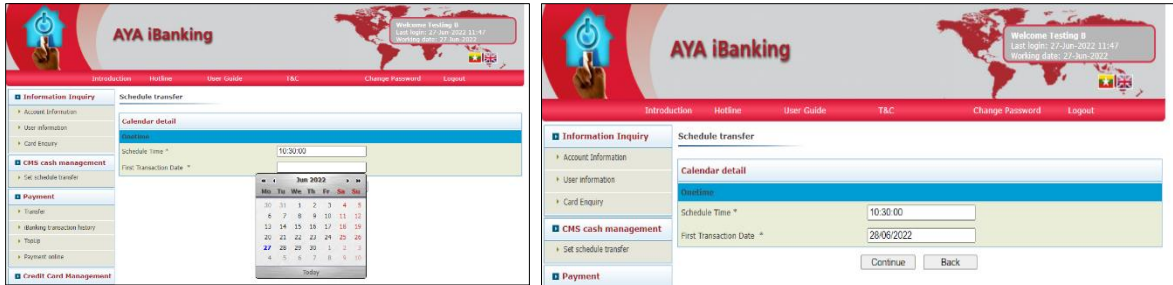 AYA iBanking
Welcome Testing 8
Last login: 27-Jun-2022 11:47
Working date: 27-Jun-2022
Introduction Hotline User Guide T&C Change Password Logout
Information Inquiry
Account Information
User information
Card Enquiry
CMS cash management
Set schedule transfer
Payment
Transfer
iBanking transaction history
TopUp
Payment online
Credit Card Management
Schedule transfer
Calendar detail
Onetime
Schedule Time * 10:30:00
First Transaction Date *
Jun 2022
Mo Tu We Th Fr Sa Su
30 31 1 2 3 4 5
6 7 8 9 10 11 12
13 14 15 16 17 18 19
20 21 22 23 24 25 26
27 28 29 30 1 2 3
4 5 6 7 8 9 10
Today
AYA iBanking
Welcome Testing 8
Last login: 27-Jun-2022 11:47
Working date: 27-Jun-2022
Introduction Hotline User Guide T&C Change Password Logout
Information Inquiry
Account Information
User information
Card Enquiry
CMS cash management
Set schedule transfer
Payment
Schedule transfer
Calendar detail
Onetime
Schedule Time * 10:30:00
First Transaction Date * 28/06/2022
Continue Back